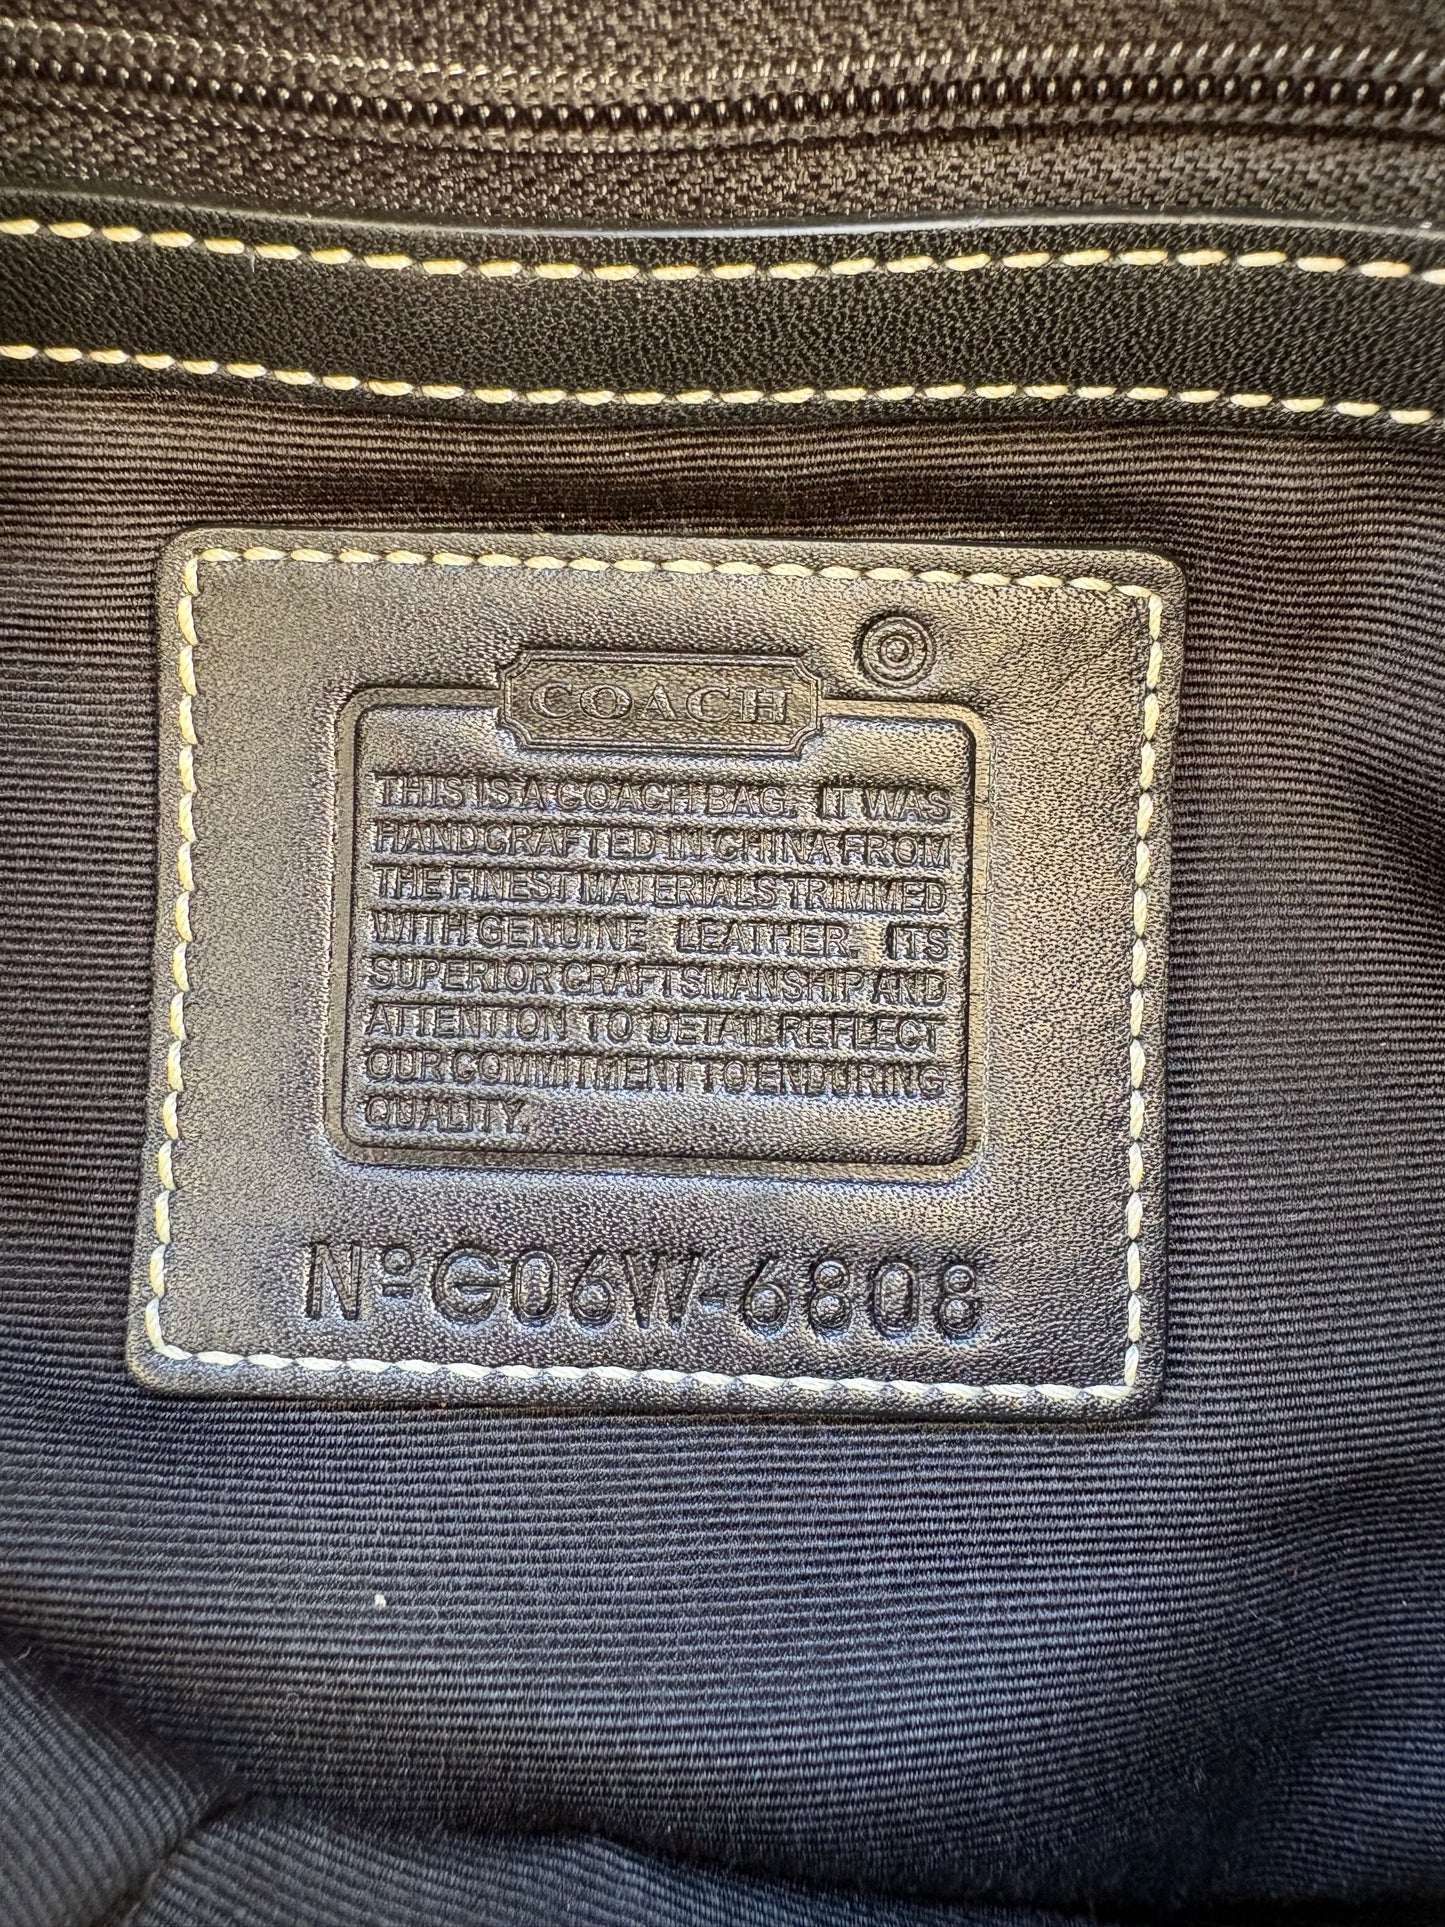 COACH
THIS IS A COACH BAG. IT WAS
HANDCRAFTED IN CHINA FROM
THE FINEST MATERIALS TRIMMED
WITH GENUINE LEATHER. ITS
SUPERIOR CRAFTSMANSHIP AND
ATTENTION TO DETAIL REFLECT
OUR COMMITMENT TO ENDURING
QUALITY.
Nº G06W-6808